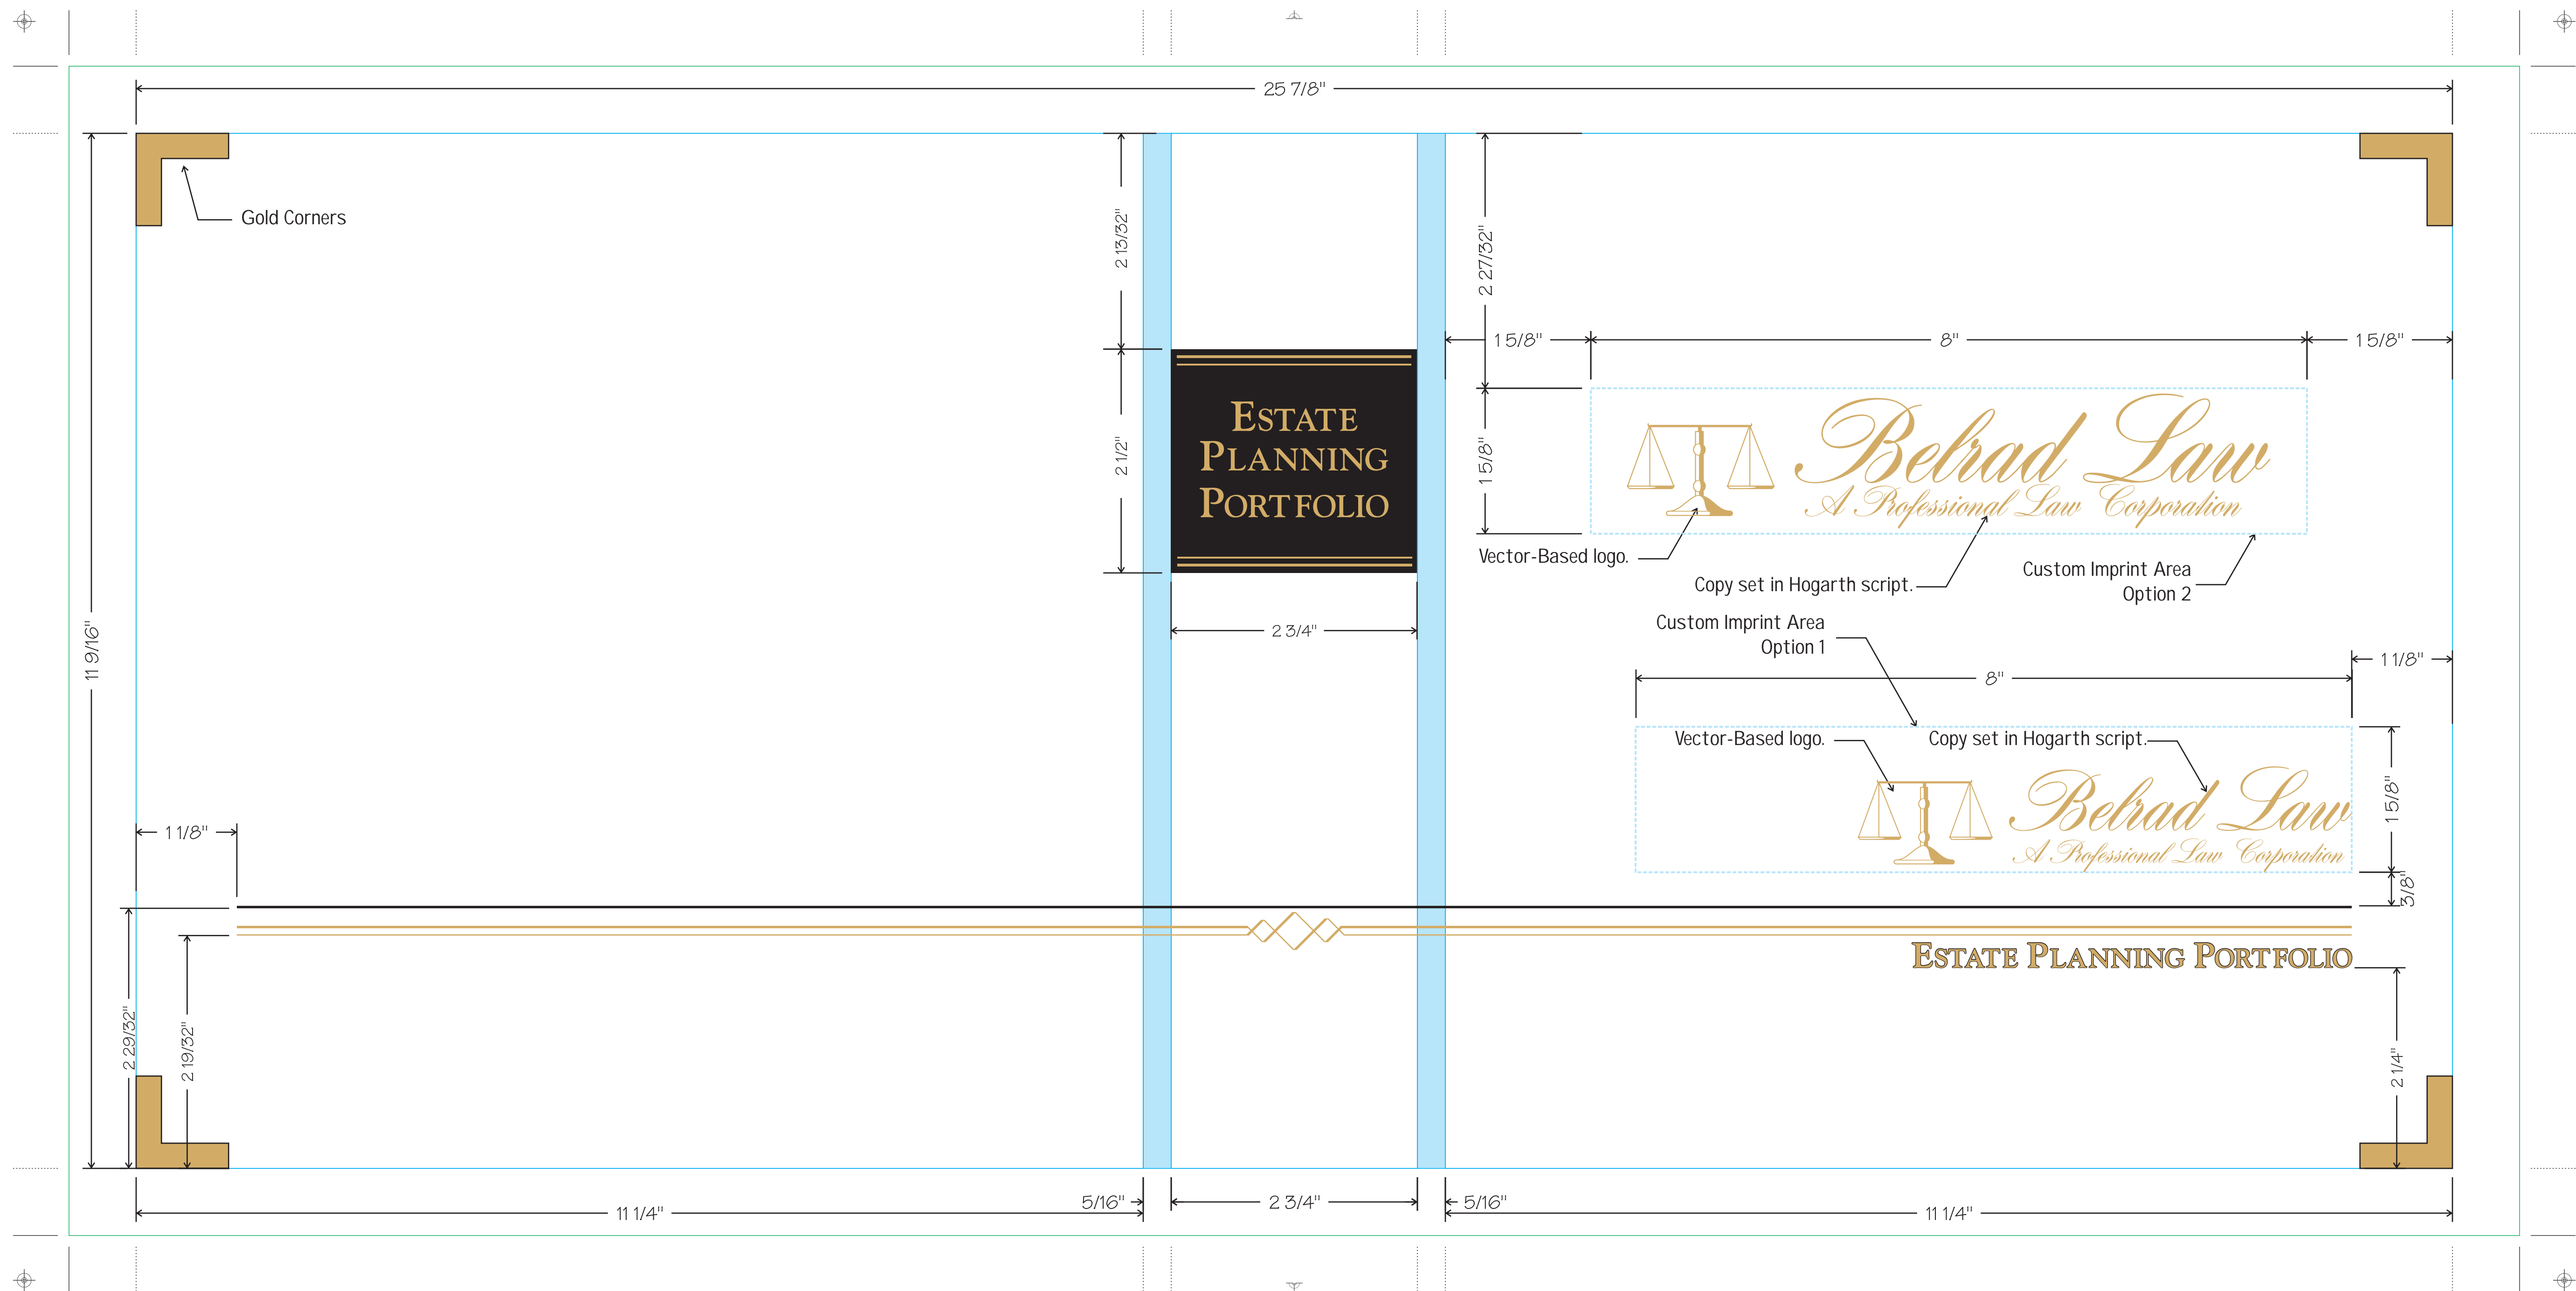 25 7/8"
Gold Corners
2 13/32"
2 27/32"
1 5/8"
8"
1 5/8"
ESTATE
PLANNING
PORTFOLIO
2 1/2"
1 5/8"
Belrad Law
A Professional Law Corporation
Vector-Based logo.
Copy set in Hogarth script.
Custom Imprint Area
Option 2
2 3/4"
Custom Imprint Area
Option 1
11 9/16"
1 1/8"
8"
Vector-Based logo.
Copy set in Hogarth script.
Belrad Law
A Professional Law Corporation
1 5/8"
1 1/8"
3/8"
ESTATE PLANNING PORTFOLIO
2 29/32"
2 19/32"
2 1/4"
11 1/4"
5/16"
2 3/4"
5/16"
11 1/4"